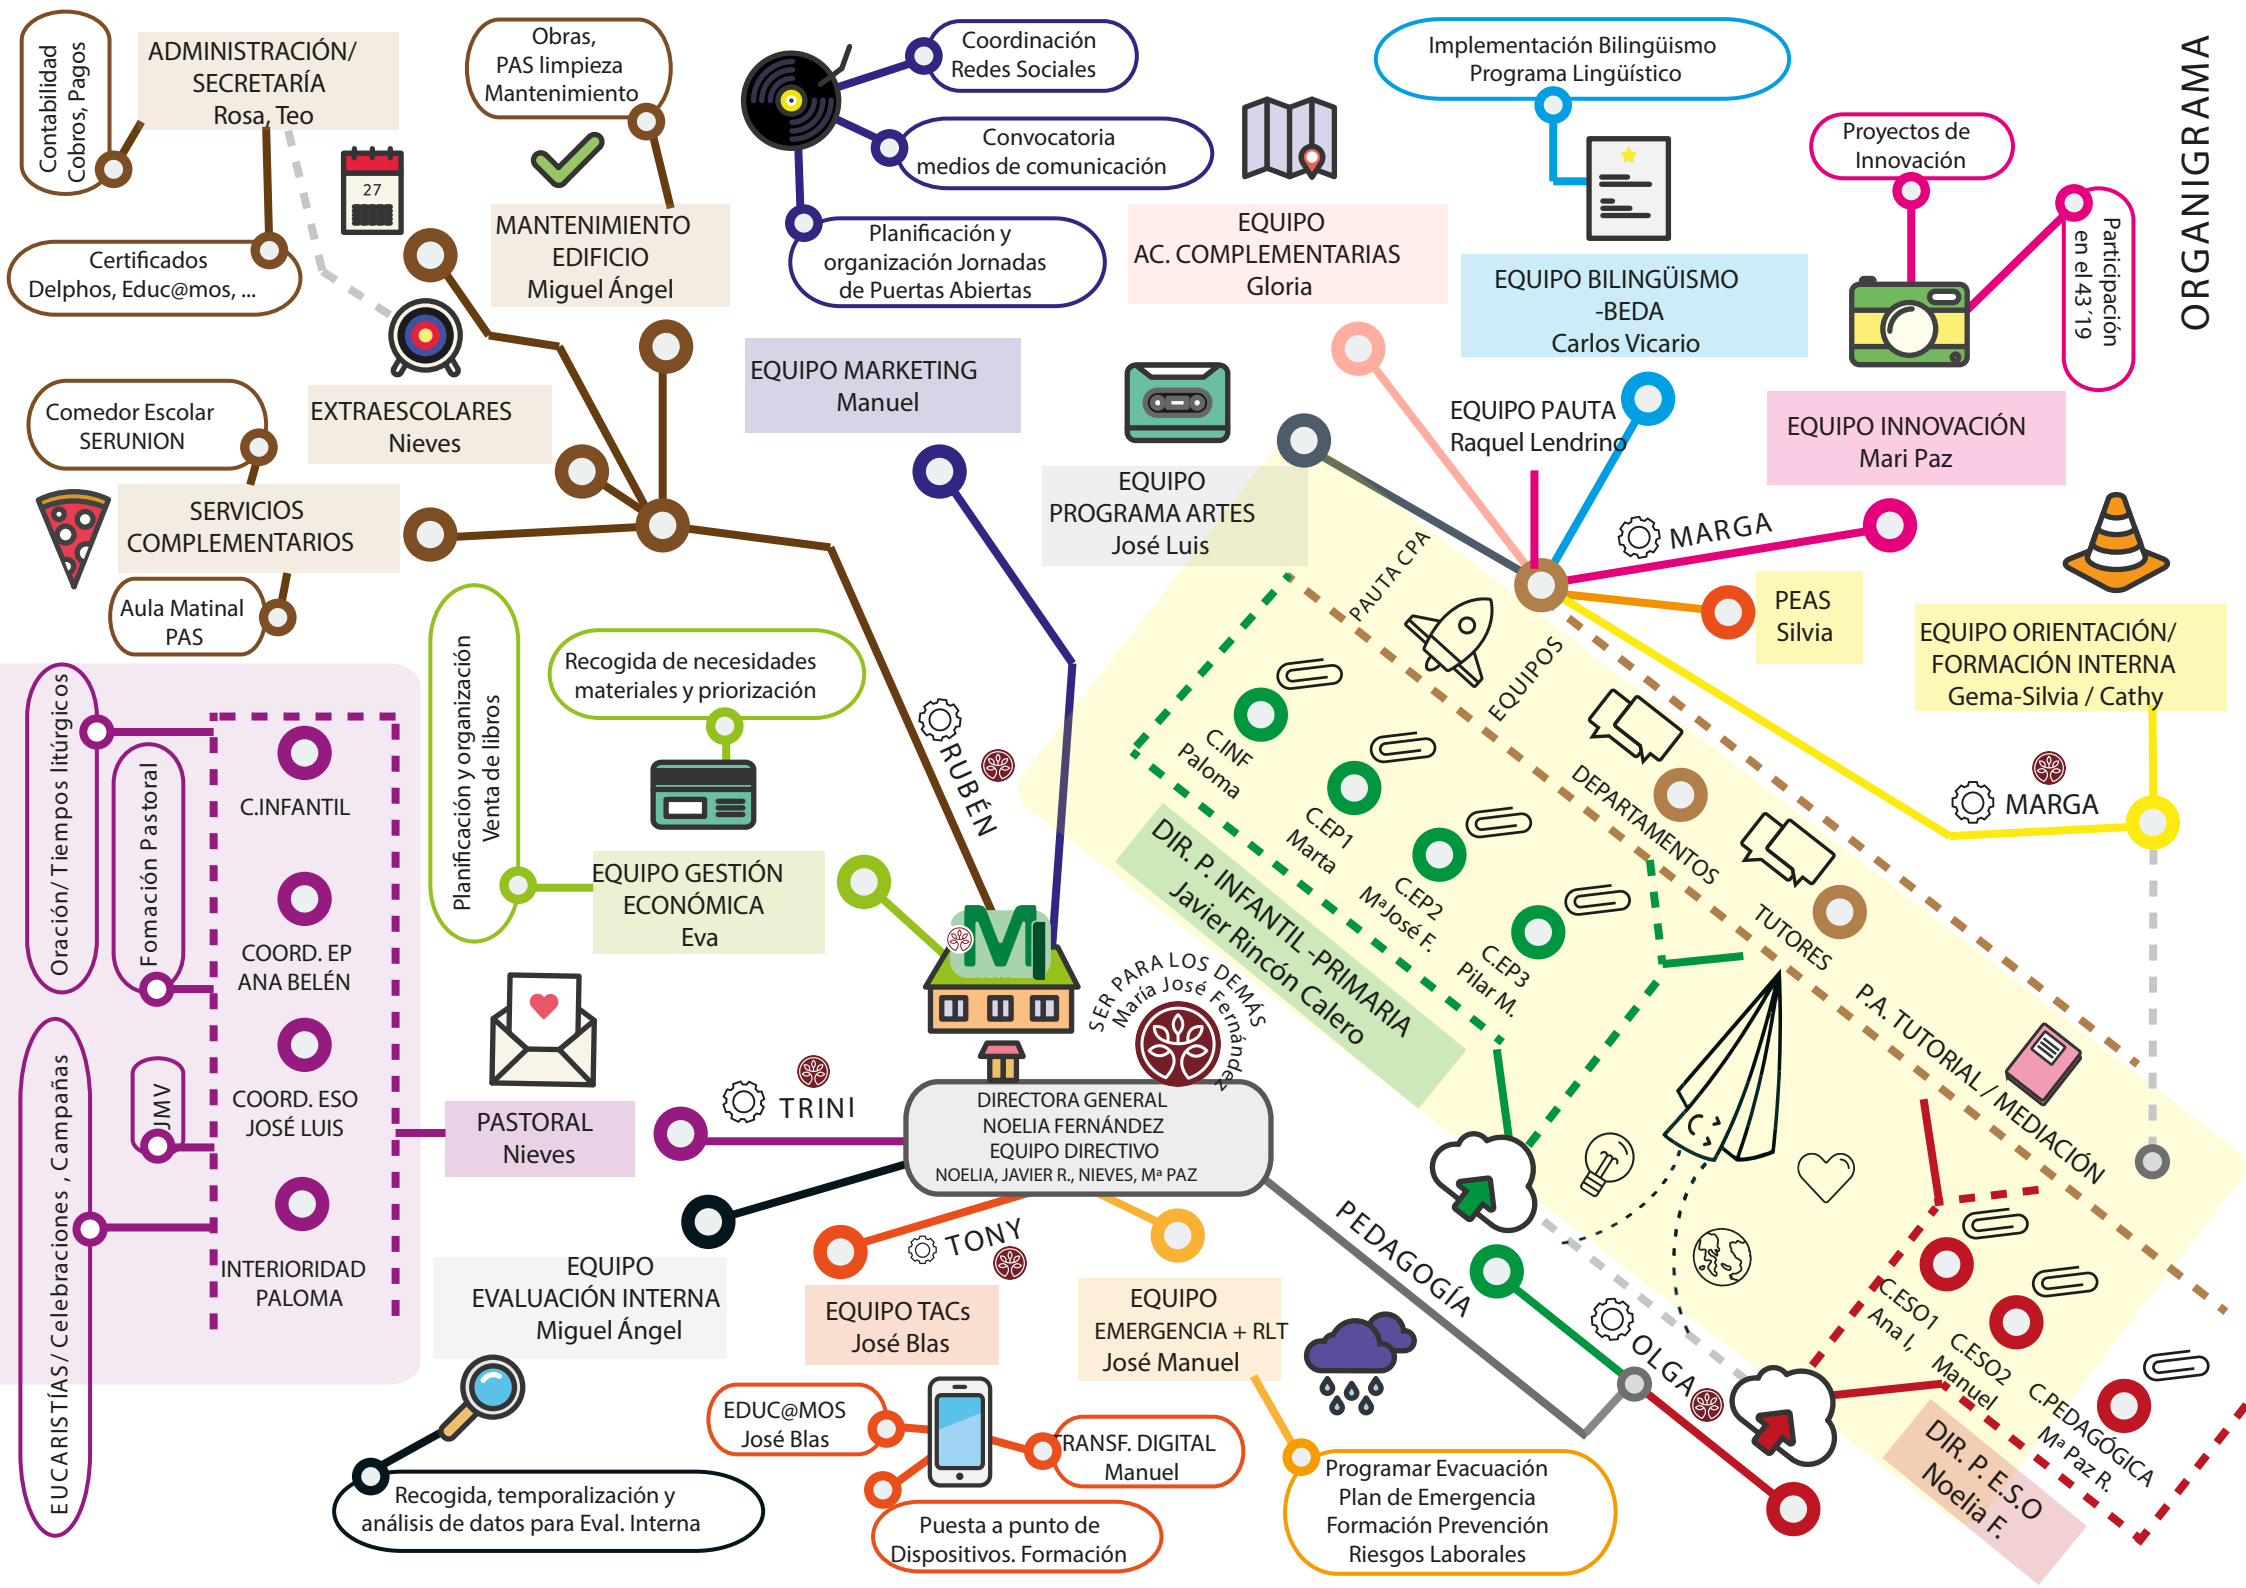 ORGANIGRAMA
Contabilidad
Cobros, Pagos
ADMINISTRACIÓN/
SECRETARÍA
Rosa, Teo
Certificados
Delphos, Educ@mos, ...
27
Obras,
PAS limpieza
Mantenimiento
MANTENIMIENTO
EDIFICIO
Miguel Ángel
Coordinación
Redes Sociales
Convocatoria
medios de comunicación
Planificación y
organización Jornadas
de Puertas Abiertas
EQUIPO MARKETING
Manuel
EQUIPO
AC. COMPLEMENTARIAS
Gloria
Implementación Bilingüismo
Programa Lingüístico
EQUIPO BILINGÜISMO
-BEDA
Carlos Vicario
Proyectos de
Innovación
Participación
en el 43´19
EQUIPO INNOVACIÓN
Mari Paz
EQUIPO PAUTA
Raquel Lendrino
EQUIPO
PROGRAMA ARTES
José Luis
MARGA
PEAS
Silvia
EQUIPO ORIENTACIÓN/
FORMACIÓN INTERNA
Gema-Silvia / Cathy
MARGA
Comedor Escolar
SERUNION
EXTRAESCOLARES
Nieves
SERVICIOS
COMPLEMENTARIOS
Aula Matinal
PAS
Planificación y organización
Venta de libros
Recogida de necesidades
materiales y priorización
EQUIPO GESTIÓN
ECONÓMICA
Eva
RUBÉN
M
Oración/ Tiempos litúrgicos
Fomación Pastoral
EUCARISTÍAS/ Celebraciones , Campañas
JMV
C.INFANTIL
COORD. EP
ANA BELÉN
COORD. ESO
JOSÉ LUIS
INTERIORIDAD
PALOMA
PASTORAL
Nieves
TRINI
SER PARA LOS DEMÁS
María José Fernández
DIRECTORA GENERAL
NOELIA FERNÁNDEZ
EQUIPO DIRECTIVO
NOELIA, JAVIER R., NIEVES, Mª PAZ
PAUTA CPA
EQUIPOS
DEPARTAMENTOS
TUTORES
P.A. TUTORIAL / MEDIACIÓN
C.INF
Paloma
C.EP1
Marta
C.EP2
Mª José F.
C.EP3
Pilar M.
DIR. P. INFANTIL -PRIMARIA
Javier Rincón Calero
EQUIPO
EVALUACIÓN INTERNA
Miguel Ángel
Recogida, temporalización y
análisis de datos para Eval. Interna
TONY
EQUIPO TACs
José Blas
EDUC@MOS
José Blas
TRANSF. DIGITAL
Manuel
Puesta a punto de
Dispositivos. Formación
EQUIPO
EMERGENCIA + RLT
José Manuel
Programar Evacuación
Plan de Emergencia
Formación Prevención
Riesgos Laborales
PEDAGOGÍA
OLGA
C.ESO1
Ana I,
C.ESO2
Manuel
C.PEDAGÓGICA
Mª Paz R.
DIR. P. E.S.O
Noelia F.